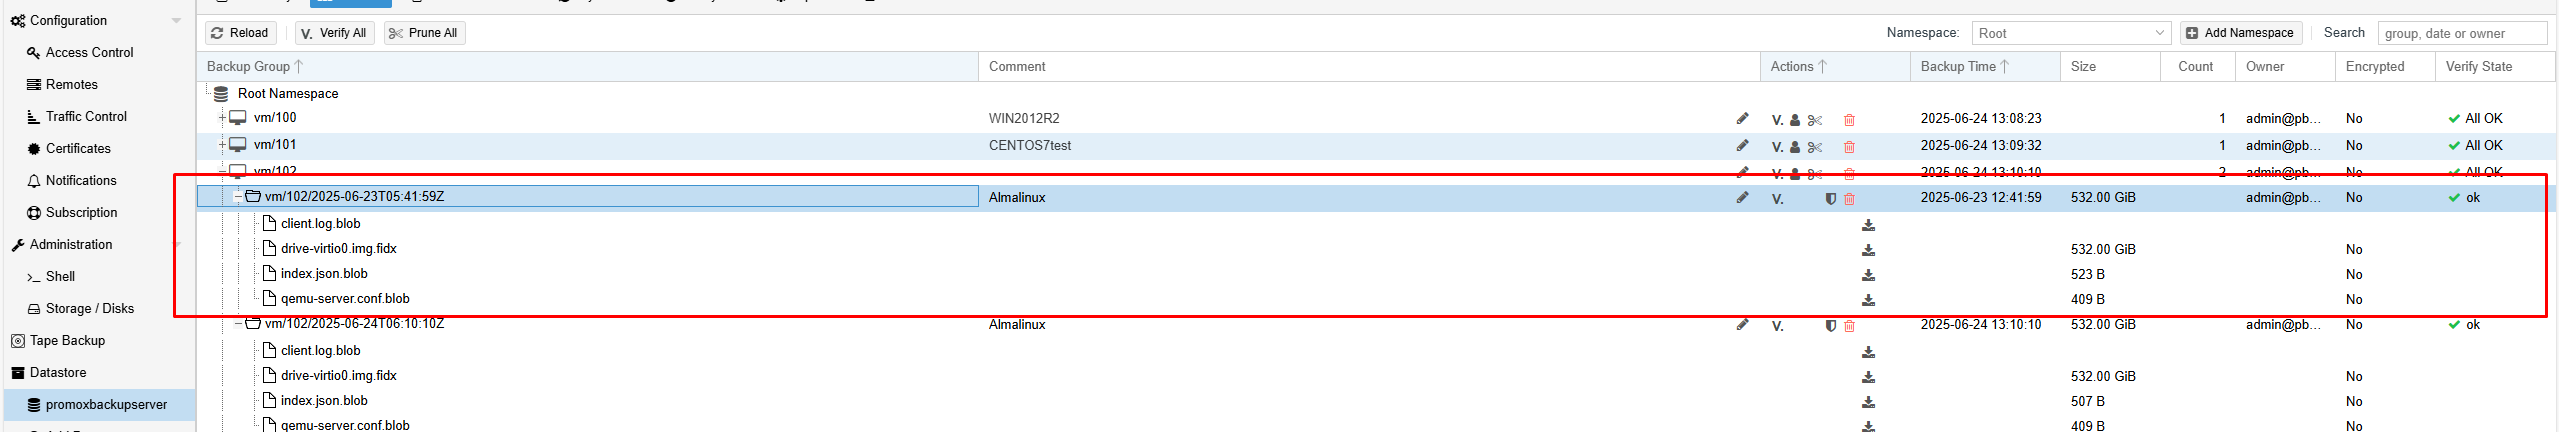 Configuration
Access Control
Remotes
Traffic Control
Certificates
Notifications
Subscription
Administration
Shell
Storage / Disks
Tape Backup
Datastore
promoxbackupserver
Reload V. Verify All Prune All Namespace: Root Add Namespace Search group, date or owner
Backup Group Comment Actions Backup Time Size Count Owner Encrypted Verify State
Root Namespace
vm/100 WIN2012R2 V. 2025-06-24 13:08:23 1 admin@pb... No All OK
vm/101 CENTOS7test V. 2025-06-24 13:09:32 1 admin@pb... No All OK
vm/102 2025-06-24 13:10:10 2 All OK
vm/102/2025-06-23T05:41:59Z Almalinux V. 2025-06-23 12:41:59 532.00 GiB admin@pb... No ok
client.log.blob
drive-virtio0.img.fidx 532.00 GiB No
index.json.blob 523 B No
qemu-server.conf.blob 409 B No
vm/102/2025-06-24T06:10:10Z Almalinux V. 2025-06-24 13:10:10 532.00 GiB admin@pb... No ok
client.log.blob
drive-virtio0.img.fidx 532.00 GiB No
index.json.blob 507 B No
qemu-server.conf.blob 409 B No